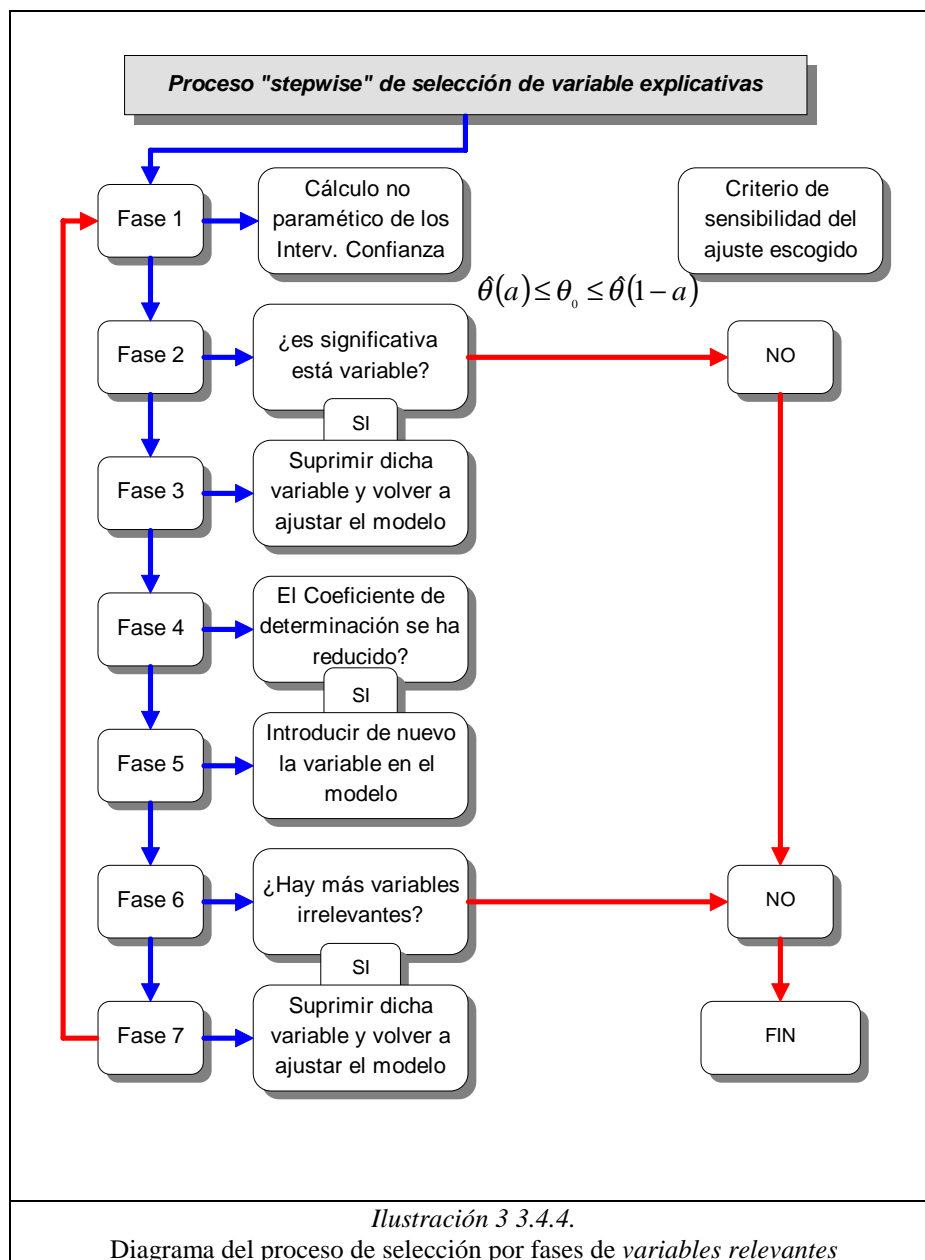 Proceso "stepwise" de selección de variable explicativas
Fase 1
Cálculo no
paramético de los
Interv. Confianza
Criterio de
sensibilidad del
ajuste escogido
θ̂(a) ≤ θ₀ ≤ θ̂(1 − a)
Fase 2
¿es significativa
está variable?
NO
SI
Fase 3
Suprimir dicha
variable y volver a
ajustar el modelo
Fase 4
El Coeficiente de
determinación se ha
reducido?
SI
Fase 5
Introducir de nuevo
la variable en el
modelo
Fase 6
¿Hay más variables
irrelevantes?
NO
SI
Fase 7
Suprimir dicha
variable y volver a
ajustar el modelo
FIN
Ilustración 3 3.4.4.
Diagrama del proceso de selección por fases de variables relevantes